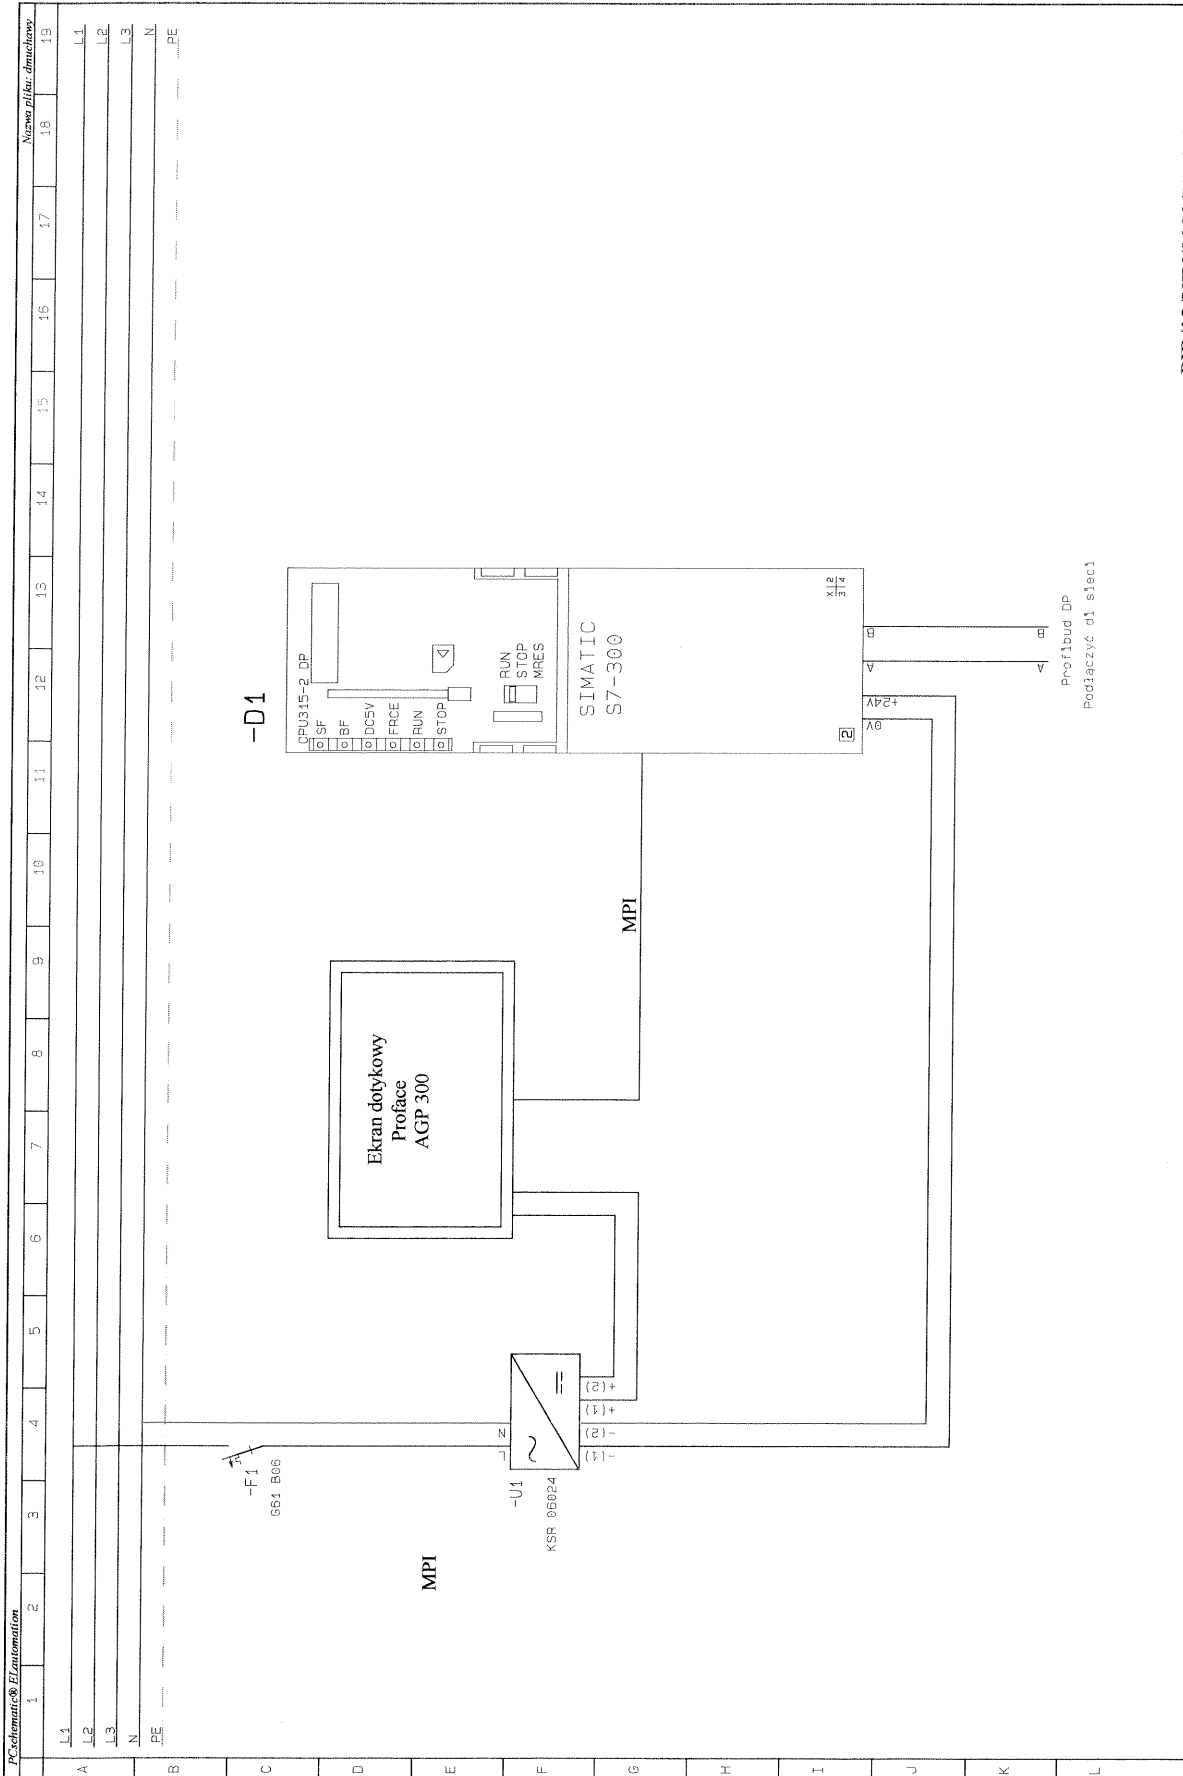 PCschematic® ELautomation
Nazwa pliku: dmuchawy
1 2 3 4 5 6 7 8 9 10 11 12 13 14 15 16 17 18 19
L1 L1
L2 L2
L3 L3
N N
PE PE
A
B
C
D
E
F
G
H
I
J
K
L
-F1
G61 B06
MPI
-U1
KSR 06024
L N
-(1) -(2) +(1) +(2)
Ekran dotykowy
Proface
AGP 300
MPI
-D1
CPU315-2 DP
SF
BF
DC5V
FRCE
RUN
STOP
RUN
STOP
MRES
SIMATIC
S7-300
2
X 2
3 4
0V +24V A B
A B
Profibud DP
Podłączyć di sieci